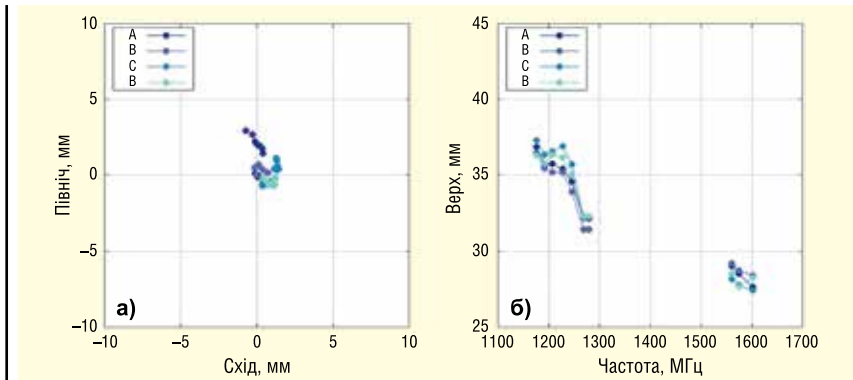 10
5
0
–5
–10
–10
–5
0
5
10
Північ, мм
Схід, мм
A
B
C
B
а)
45
40
35
31
25
1100
1200
1300
1400
1500
1600
1700
Верх, мм
Частота, МГц
A
B
C
B
б)